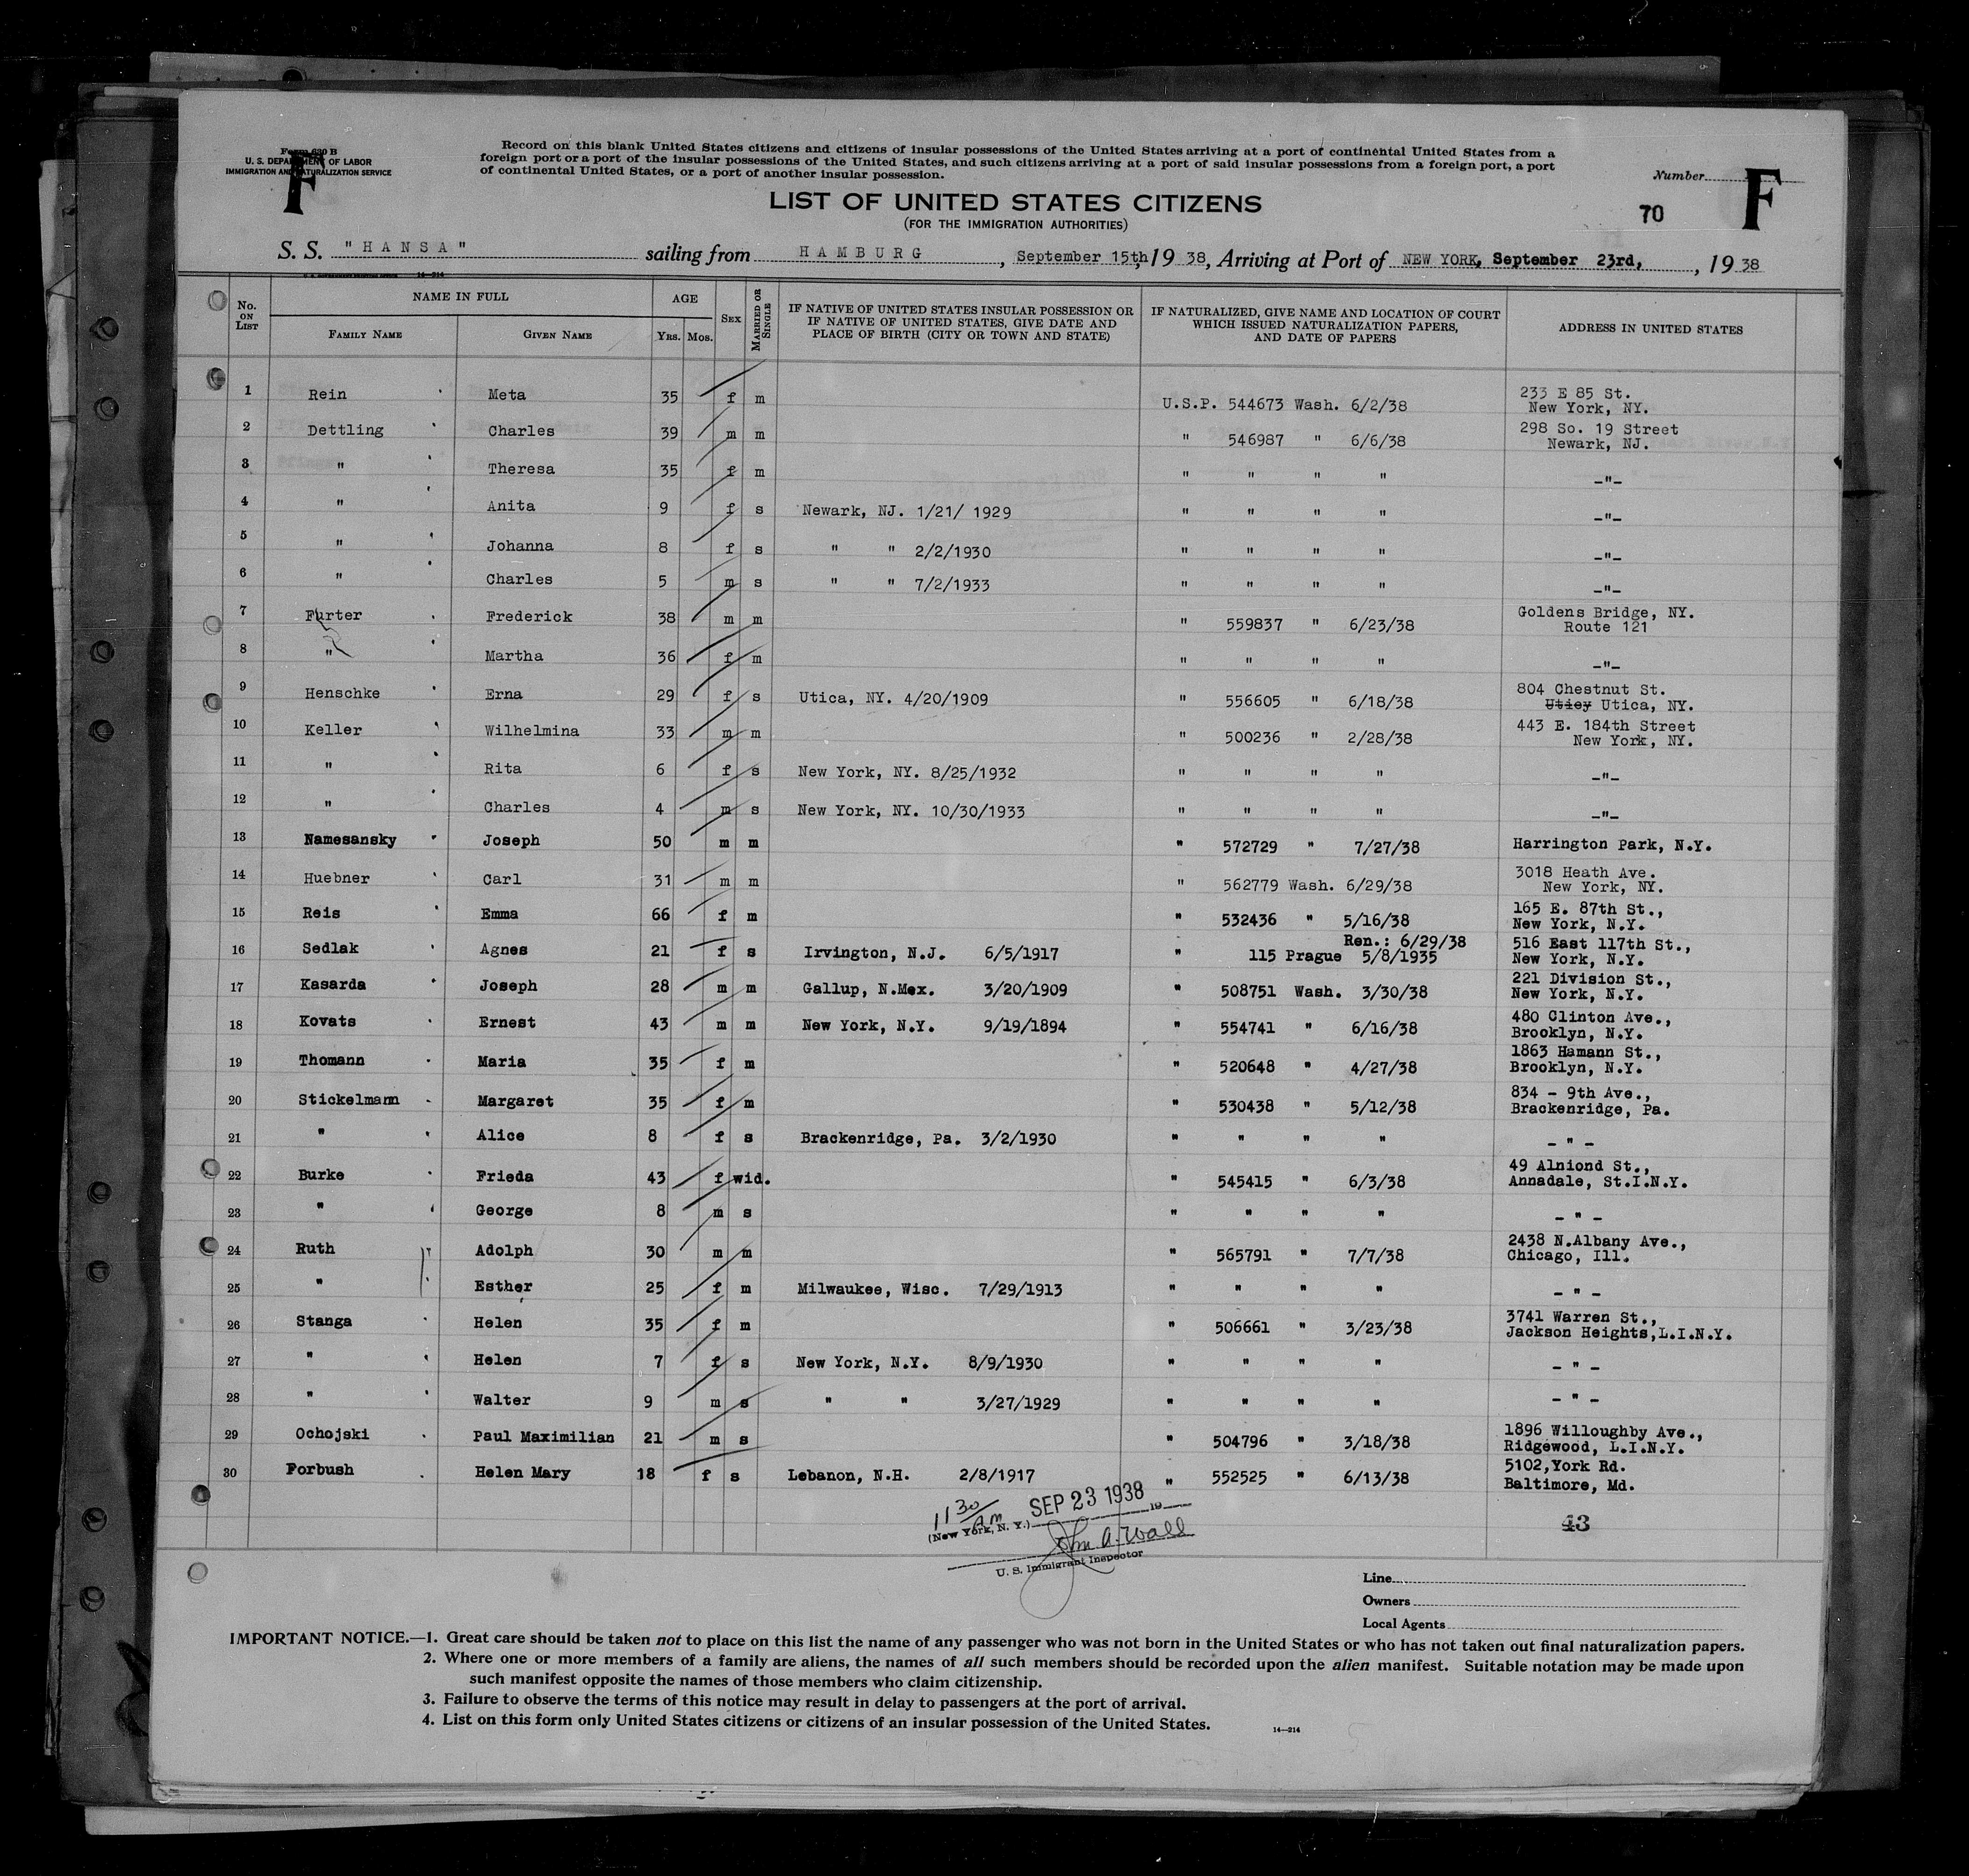 Form 630 B
U. S. DEPARTMENT OF LABOR
IMMIGRATION AND NATURALIZATION SERVICE
F
Record on this blank United States citizens and citizens of insular possessions of the United States arriving at a port of continental United States from a
foreign port or a port of the insular possessions of the United States, and such citizens arriving at a port of said insular possessions from a foreign port, a port
of continental United States, or a port of another insular possession.
Number
F
LIST OF UNITED STATES CITIZENS
(FOR THE IMMIGRATION AUTHORITIES)
70
S. S. "HANSA" sailing from HAMBURG, September 15th, 19 38, Arriving at Port of NEW YORK, September 23rd, , 19 38
No. ON LIST NAME IN FULL FAMILY NAME GIVEN NAME AGE YRS. MOS. SEX MARRIED OR SINGLE IF NATIVE OF UNITED STATES INSULAR POSSESSION OR IF NATIVE OF UNITED STATES, GIVE DATE AND PLACE OF BIRTH (CITY OR TOWN AND STATE) IF NATURALIZED, GIVE NAME AND LOCATION OF COURT WHICH ISSUED NATURALIZATION PAPERS, AND DATE OF PAPERS ADDRESS IN UNITED STATES
1 Rein Meta 35 f m U.S.P. 544673 Wash. 6/2/38 233 E 85 St.
New York, NY.
2 Dettling Charles 39 m m " 546987 " 6/6/38 298 So. 19 Street
Newark, NJ.
3 " Theresa 35 f m " " " " -"-
4 " Anita 9 f s Newark, NJ. 1/21/ 1929 " " " " -"-
5 " Johanna 8 f s " " 2/2/1930 " " " " -"-
6 " Charles 5 m s " " 7/2/1933 " " " " -"-
7 Furter Frederick 38 m m " 559837 " 6/23/38 Goldens Bridge, NY.
Route 121
8 " Martha 36 f m " " " " -"-
9 Henschke Erna 29 f s Utica, NY. 4/20/1909 " 556605 " 6/18/38 804 Chestnut St.
Uticy Utica, NY.
10 Keller Wilhelmina 33 m m " 500236 " 2/28/38 443 E. 184th Street
New York, NY.
11 " Rita 6 f s New York, NY. 8/25/1932 " " " " -"-
12 " Charles 4 m s New York, NY. 10/30/1933 " " " " -"-
13 Namesansky Joseph 50 m m " 572729 " 7/27/38 Harrington Park, N.Y.
14 Huebner Carl 31 m m " 562779 Wash. 6/29/38 3018 Heath Ave.
New York, NY.
15 Reis Emma 66 f m " 532436 " 5/16/38 165 E. 87th St.,
New York, N.Y.
16 Sedlak Agnes 21 f s Irvington, N.J. 6/5/1917 " 115 Prague Ren.: 6/29/38 5/8/1935 516 East 117th St.,
New York, N.Y.
17 Kasarda Joseph 28 m m Gallup, N.Mex. 3/20/1909 " 508751 Wash. 3/30/38 221 Division St.,
New York, N.Y.
18 Kovats Ernest 43 m m New York, N.Y. 9/19/1894 " 554741 " 6/16/38 480 Clinton Ave.,
Brooklyn, N.Y.
19 Thomann Maria 35 f m " 520648 " 4/27/38 1863 Hamann St.,
Brooklyn, N.Y.
20 Stickelmann Margaret 35 f m " 530438 " 5/12/38 834 - 9th Ave.,
Brackenridge, Pa.
21 " Alice 8 f s Brackenridge, Pa. 3/2/1930 " " " " - " -
22 Burke Frieda 43 f wid. " 545415 " 6/3/38 49 Alniond St.,
Annadale, St.I.N.Y.
23 " George 8 m s " " " " - " -
24 Ruth Adolph 30 m m " 565791 " 7/7/38 2438 N.Albany Ave.,
Chicago, Ill.
25 " Esther 25 f m Milwaukee, Wisc. 7/29/1913 " " " " - " -
26 Stanga Helen 35 f m " 506661 " 3/23/38 3741 Warren St.,
Jackson Heights,L.I.N.Y.
27 " Helen 7 f s New York, N.Y. 8/9/1930 " " " " - " -
28 " Walter 9 m s " " 3/27/1929 " " " " - " -
29 Ochojski Paul Maximilian 21 m s " 504796 " 3/18/38 1896 Willoughby Ave.,
Ridgewood, L.I.N.Y.
30 Forbush Helen Mary 18 f s Lebanon, N.H. 2/8/1917 " 552525 " 6/13/38 5102,York Rd.
Baltimore, Md.
11 30/AM SEP 23 1938
(New York, N. Y.) 19
John A. Wall
U. S. Immigrant Inspector
43
Line
Owners
Local Agents
IMPORTANT NOTICE.—1. Great care should be taken not to place on this list the name of any passenger who was not born in the United States or who has not taken out final naturalization papers.
2. Where one or more members of a family are aliens, the names of all such members should be recorded upon the alien manifest. Suitable notation may be made upon
such manifest opposite the names of those members who claim citizenship.
3. Failure to observe the terms of this notice may result in delay to passengers at the port of arrival.
4. List on this form only United States citizens or citizens of an insular possession of the United States.
14—214